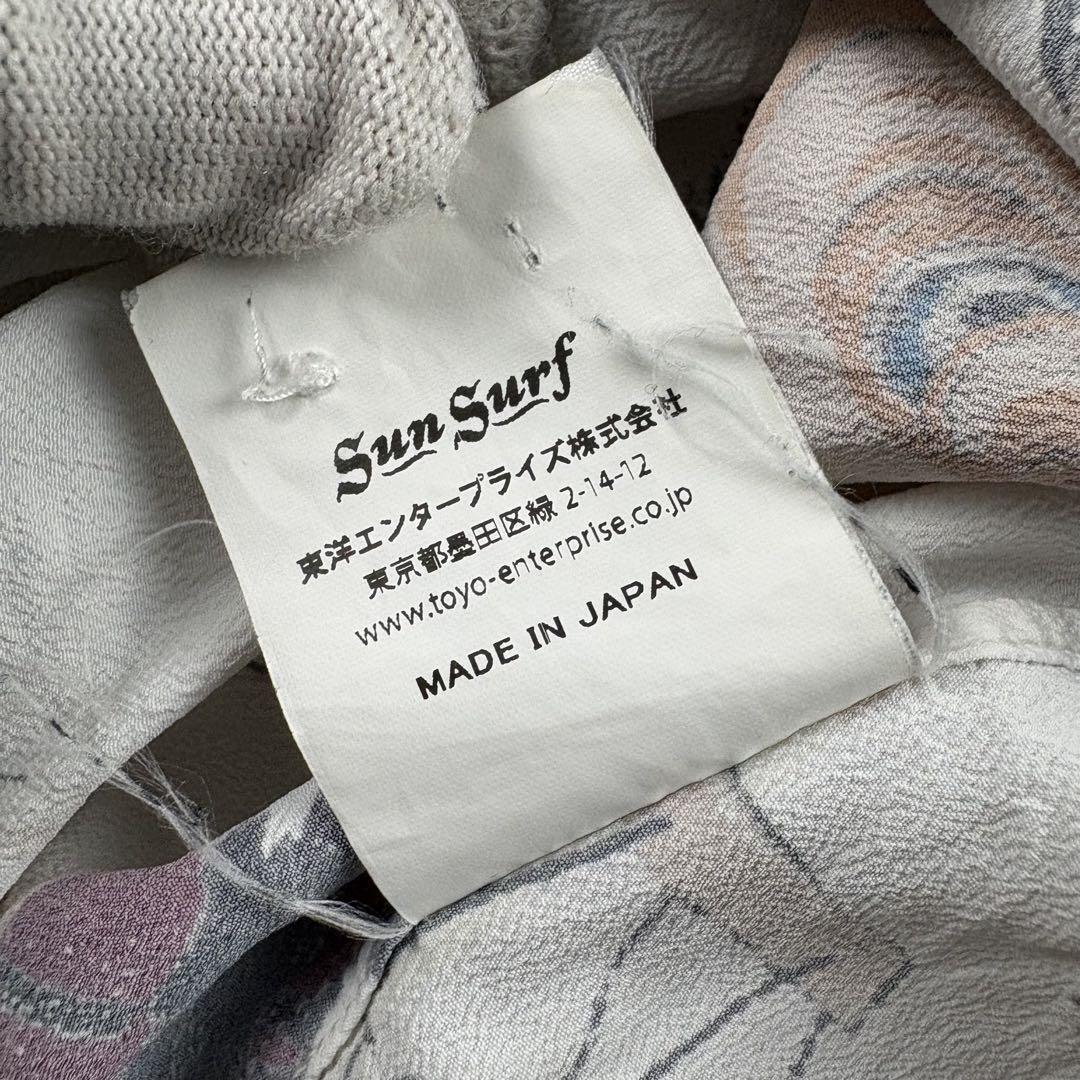 Sun Surf
東洋エンタープライズ株式会社
東京都墨田区緑 2-14-12
www.toyo-enterprise.co.jp
MADE IN JAPAN